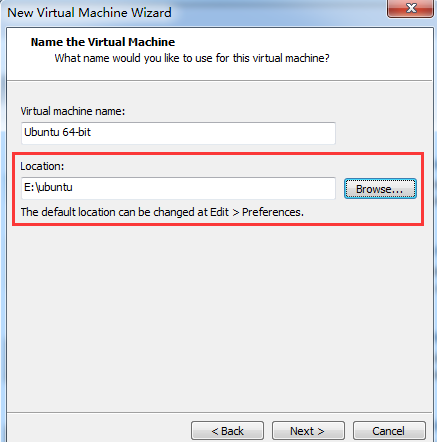 New Virtual Machine Wizard
Name the Virtual Machine
What name would you like to use for this virtual machine?
Virtual machine name:
Ubuntu 64-bit
Location:
E:\ubuntu
Browse...
The default location can be changed at Edit > Preferences.
< Back
Next >
Cancel